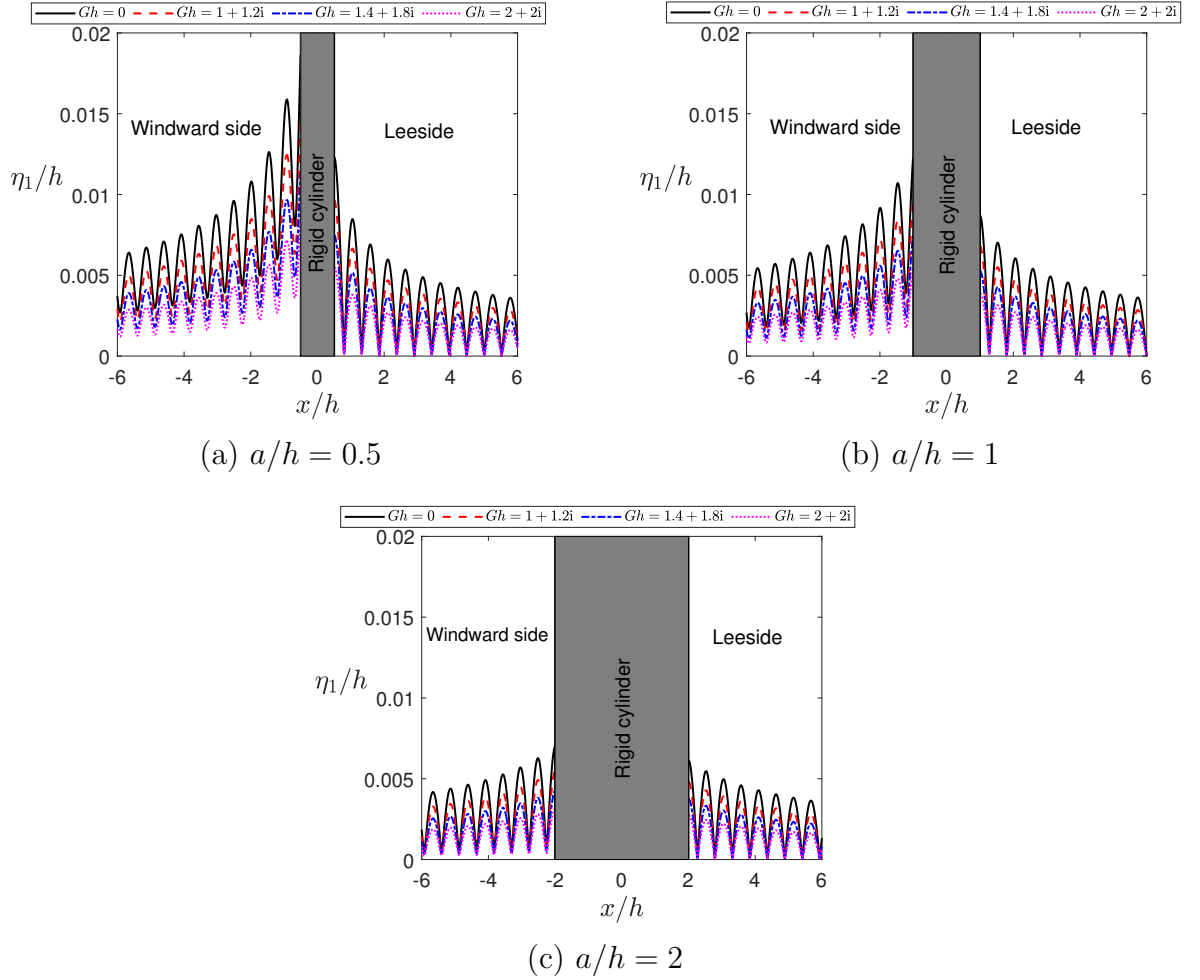 Gh = 0 Gh = 1 + 1.2i Gh = 1.4 + 1.8i Gh = 2 + 2i
0.02
0.015
0.01
0.005
0
η₁/h
Windward side
Rigid cylinder
Leeside
-6 -4 -2 0 2 4 6
x/h
(a) a/h = 0.5
Gh = 0 Gh = 1 + 1.2i Gh = 1.4 + 1.8i Gh = 2 + 2i
0.02
0.015
0.01
0.005
0
η₁/h
Windward side
Rigid cylinder
Leeside
-6 -4 -2 0 2 4 6
x/h
(b) a/h = 1
Gh = 0 Gh = 1 + 1.2i Gh = 1.4 + 1.8i Gh = 2 + 2i
0.02
0.015
0.01
0.005
0
η₁/h
Windward side
Rigid cylinder
Leeside
-6 -4 -2 0 2 4 6
x/h
(c) a/h = 2